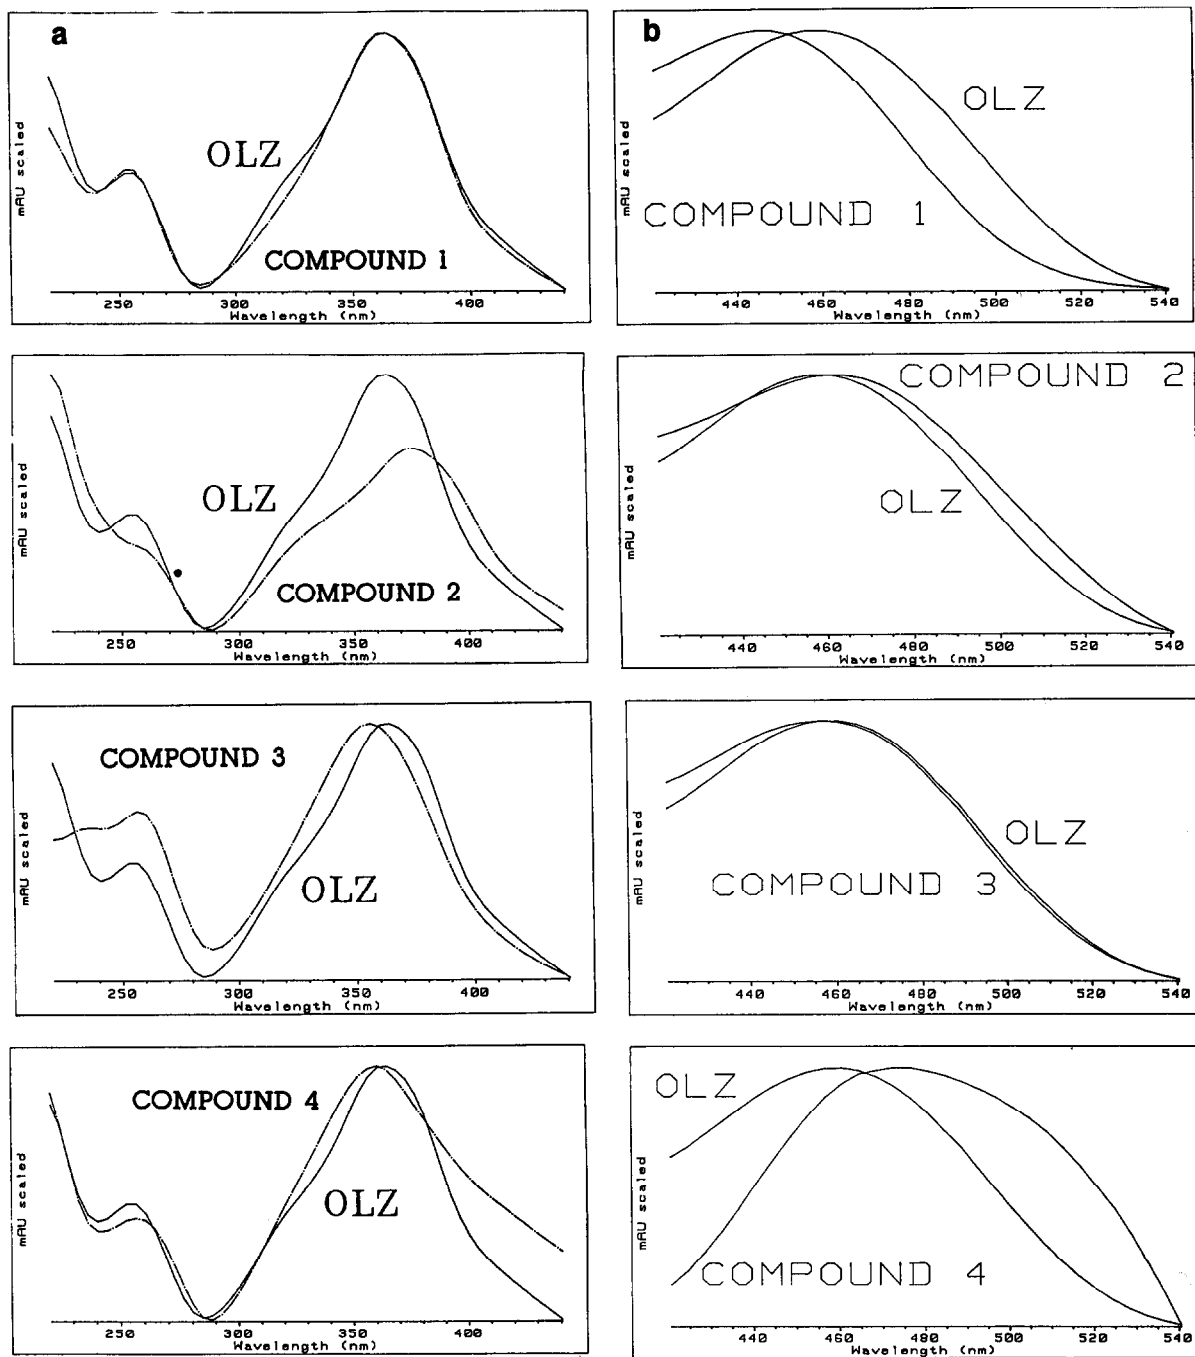 a
OLZ
COMPOUND 1
mAU scaled
250 300 350 400
Wavelength (nm)
b
OLZ
COMPOUND 1
mAU scaled
440 460 480 500 520 540
Wavelength (nm)
OLZ
COMPOUND 2
mAU scaled
250 300 350 400
Wavelength (nm)
COMPOUND 2
OLZ
mAU scaled
440 460 480 500 520 540
Wavelength (nm)
COMPOUND 3
OLZ
mAU scaled
250 300 350 400
Wavelength (nm)
OLZ
COMPOUND 3
mAU scaled
440 460 480 500 520 540
Wavelength (nm)
COMPOUND 4
OLZ
mAU scaled
250 300 350 400
Wavelength (nm)
OLZ
COMPOUND 4
mAU scaled
440 460 480 500 520 540
Wavelength (nm)